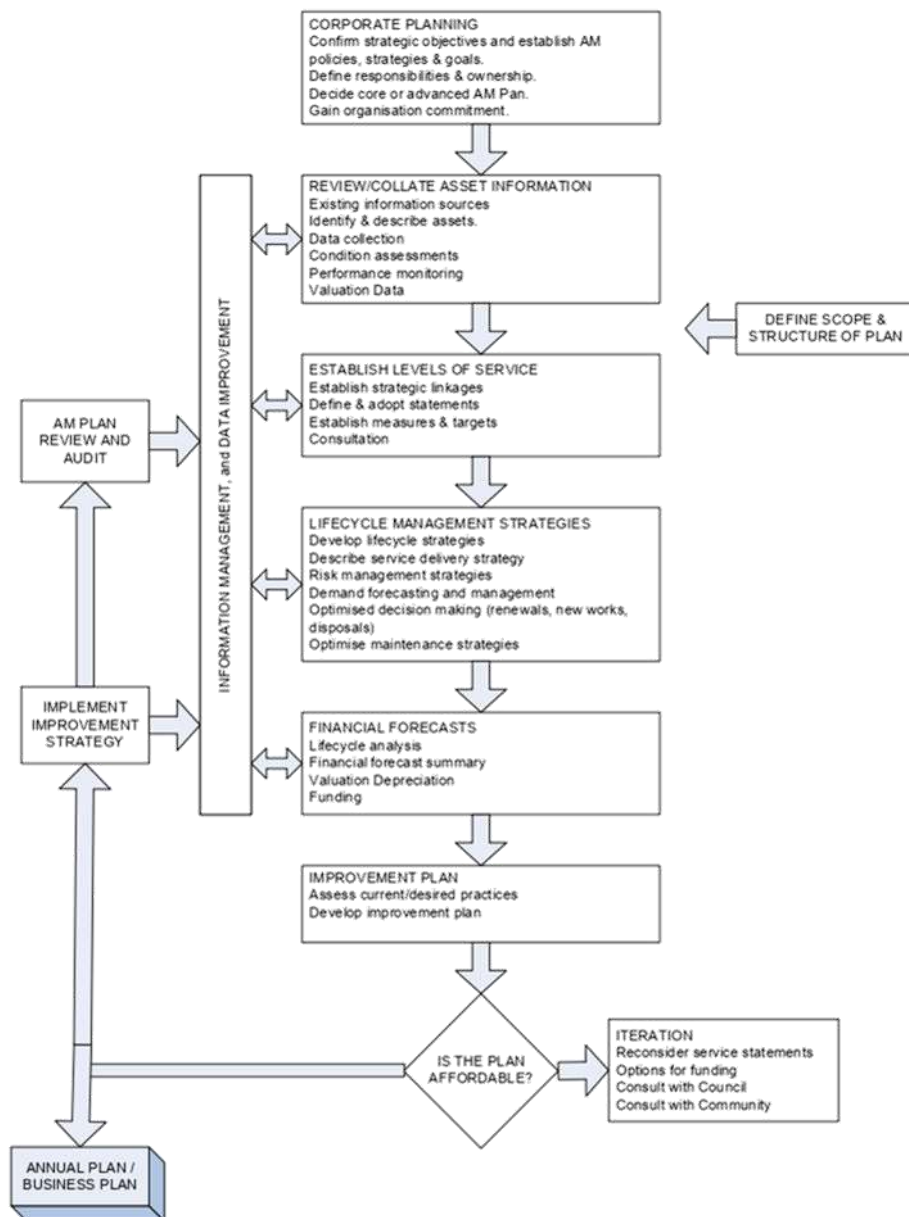 CORPORATE PLANNING
Confirm strategic objectives and establish AM
policies, strategies & goals.
Define responsibilities & ownership.
Decide core or advanced AM Pan.
Gain organisation commitment.
REVIEW/COLLATE ASSET INFORMATION
Existing information sources
Identify & describe assets.
Data collection
Condition assessments
Performance monitoring
Valuation Data
DEFINE SCOPE &
STRUCTURE OF PLAN
INFORMATION MANAGEMENT, and DATA IMPROVEMENT
ESTABLISH LEVELS OF SERVICE
Establish strategic linkages
Define & adopt statements
Establish measures & targets
Consultation
AM PLAN
REVIEW AND
AUDIT
LIFECYCLE MANAGEMENT STRATEGIES
Develop lifecycle strategies
Describe service delivery strategy
Risk management strategies
Demand forecasting and management
Optimised decision making (renewals, new works,
disposals)
Optimise maintenance strategies
IMPLEMENT
IMPROVEMENT
STRATEGY
FINANCIAL FORECASTS
Lifecycle analysis
Financial forecast summary
Valuation Depreciation
Funding
IMPROVEMENT PLAN
Assess current/desired practices
Develop improvement plan
IS THE PLAN
AFFORDABLE?
ITERATION
Reconsider service statements
Options for funding
Consult with Council
Consult with Community
ANNUAL PLAN /
BUSINESS PLAN